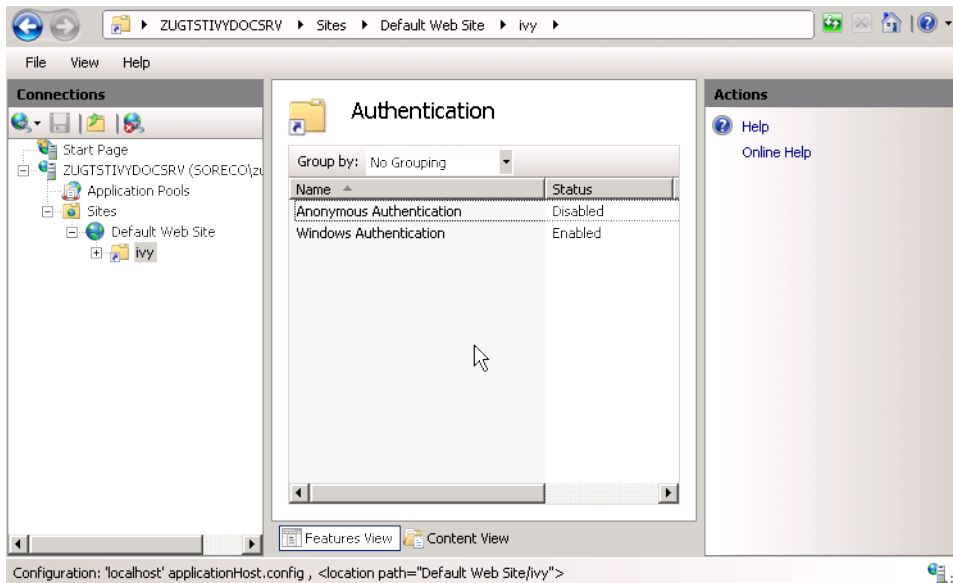 ZUGTSTIVYDOCSRV Sites Default Web Site ivy
File View Help
Connections
Start Page
ZUGTSTIVYDOCSRV (SORECO\zu
Application Pools
Sites
Default Web Site
ivy
Authentication
Group by: No Grouping
Name Status
Anonymous Authentication Disabled
Windows Authentication Enabled
Features View Content View
Actions
Help
Online Help
Configuration: 'localhost' applicationHost.config , <location path="Default Web Site/ivy">